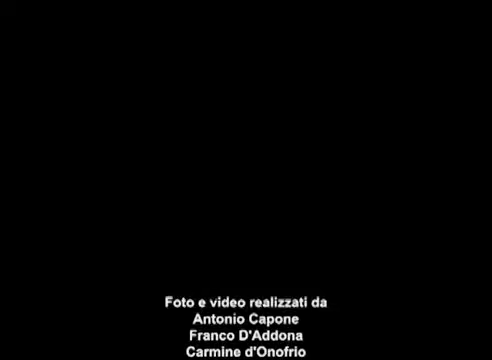 Foto e video realizzati da
Antonio Capone
Franco D'Addona
Carmine d'Onofrio